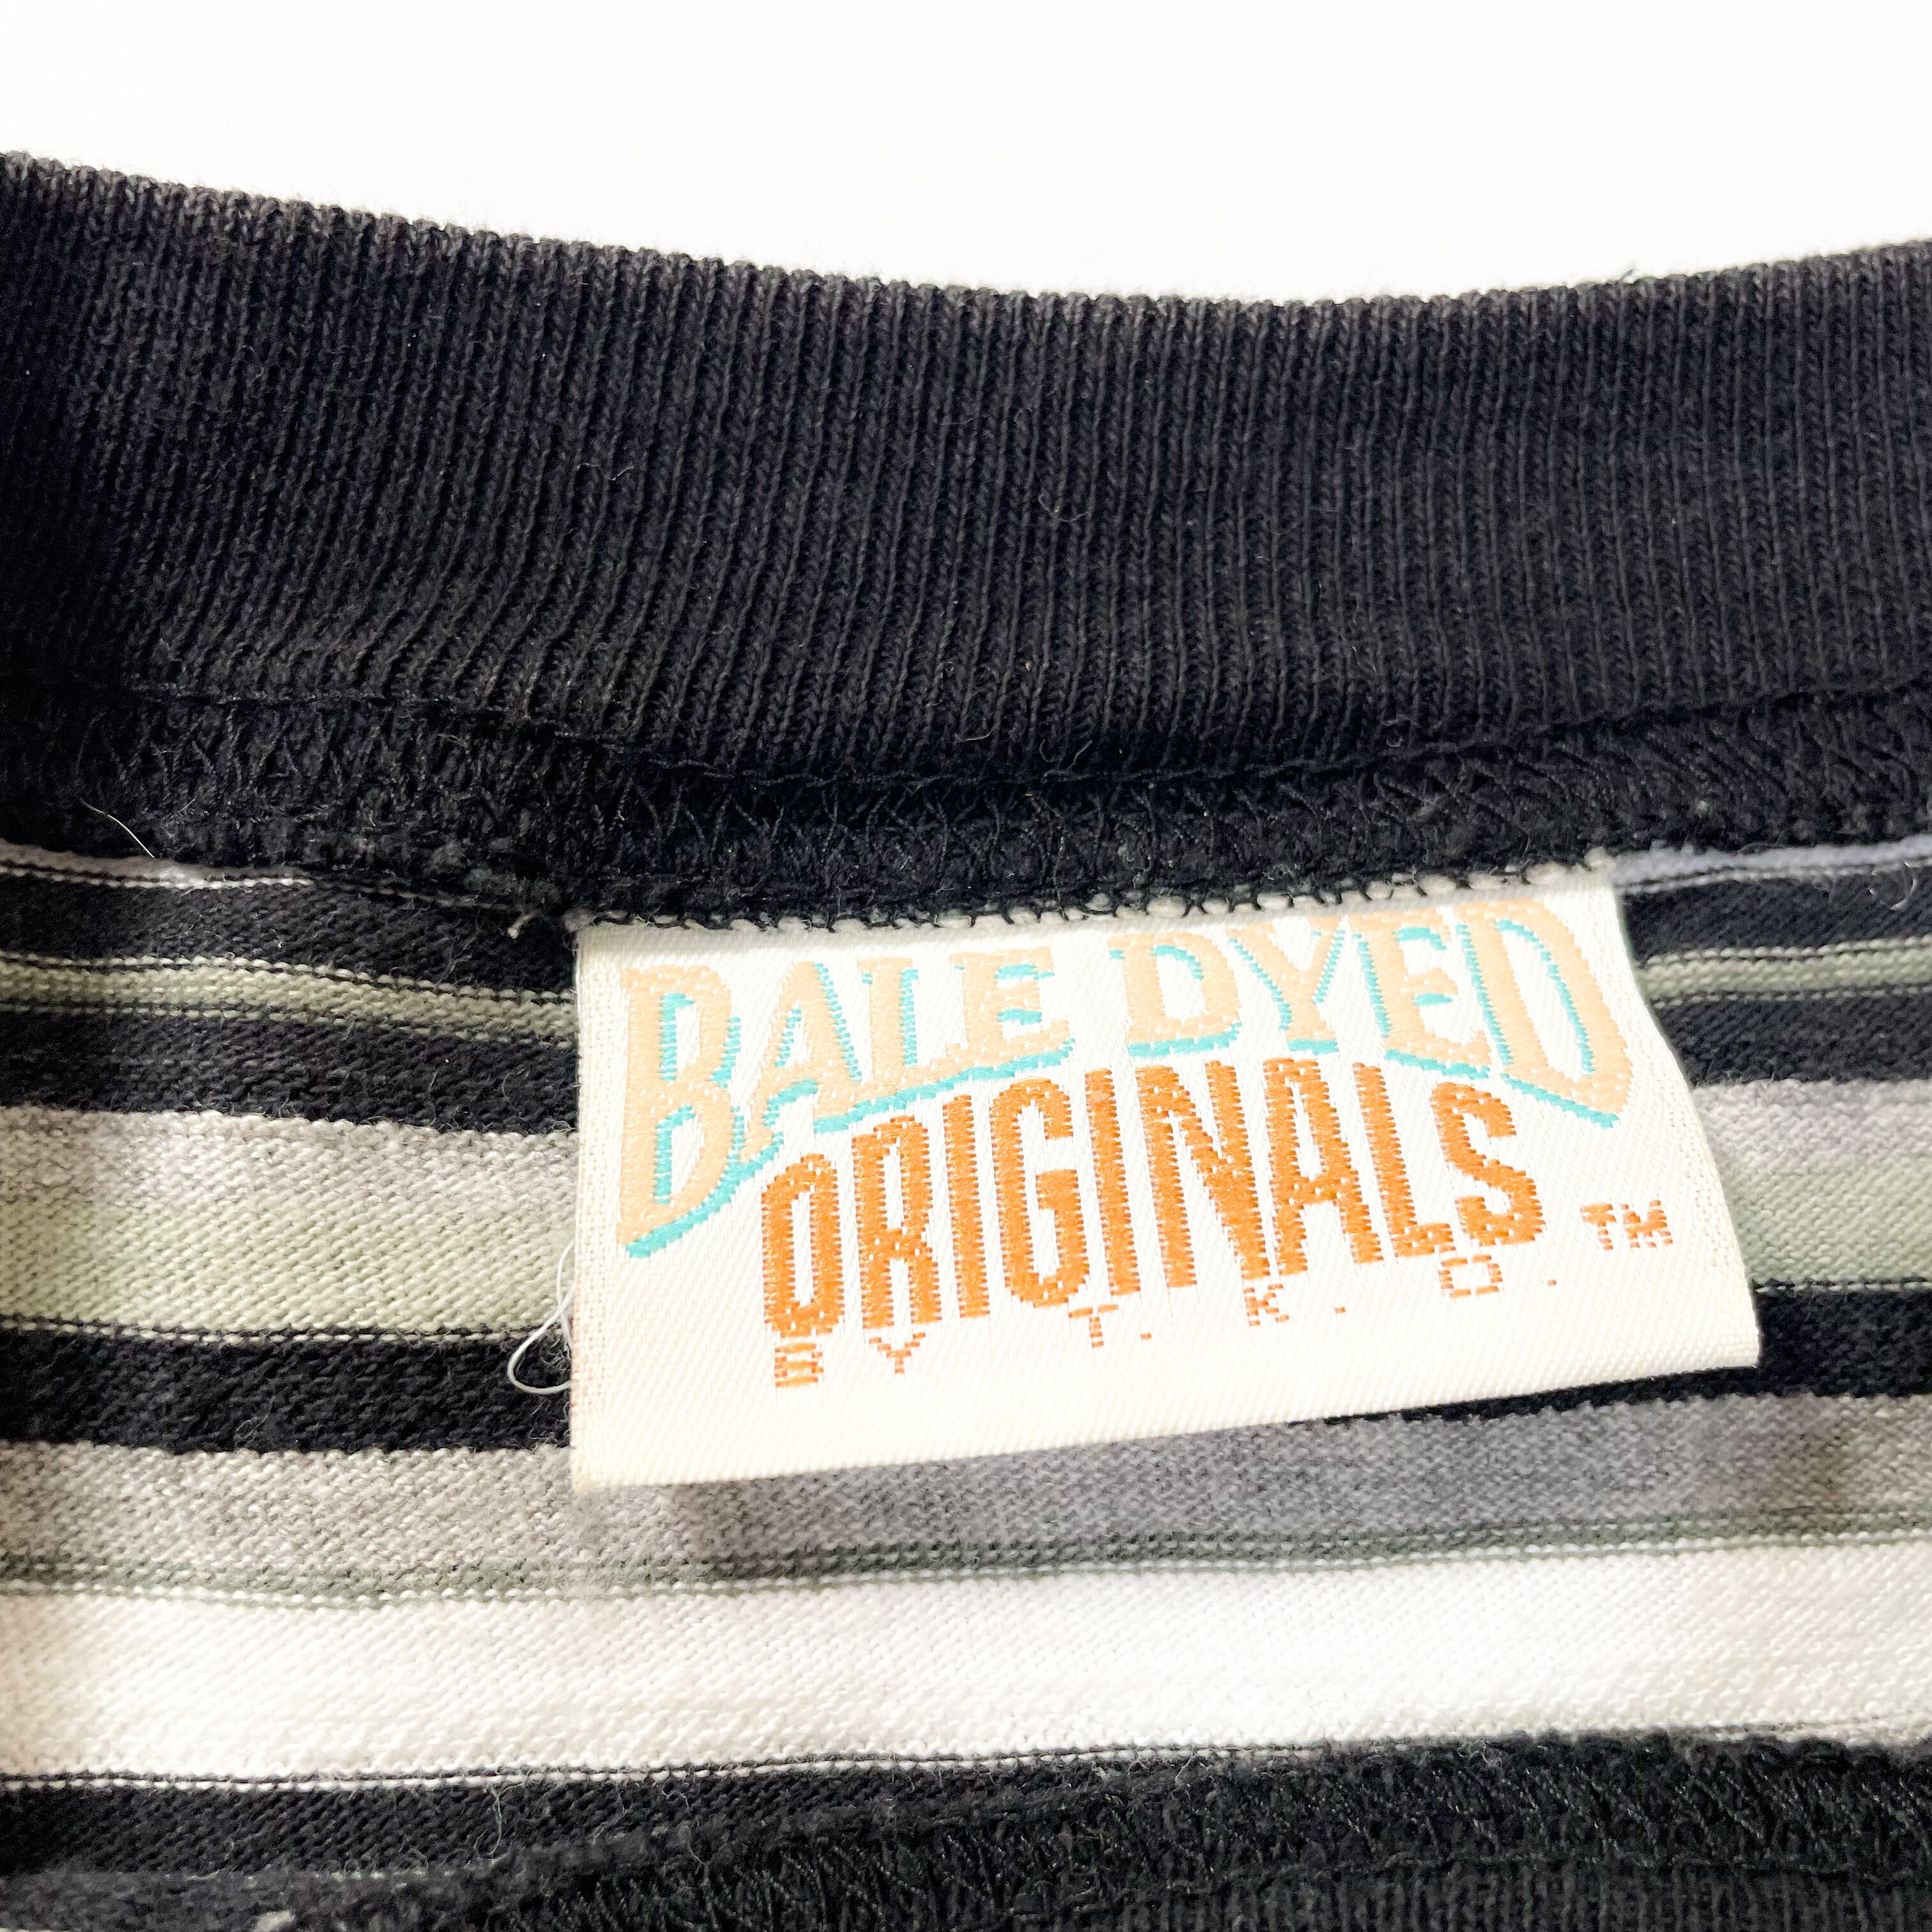 BALE DYED
ORIGINALS TM
BY T.K.O.